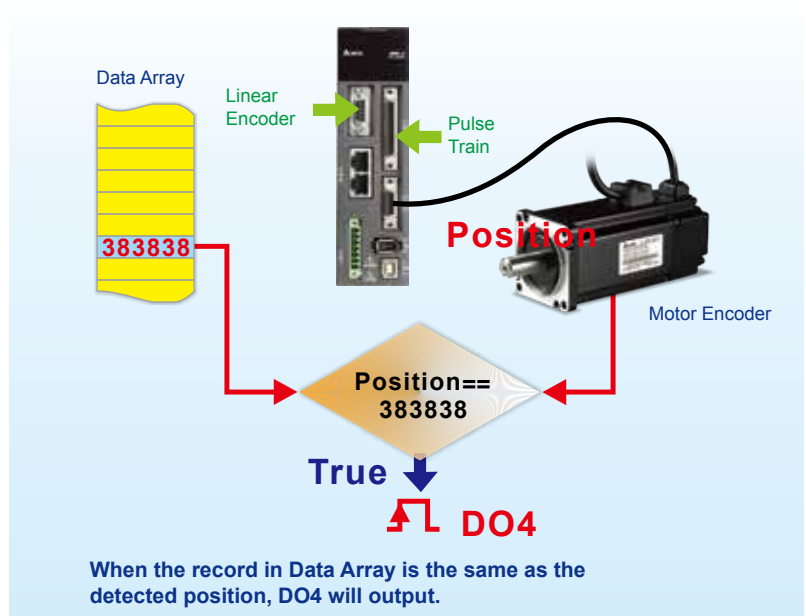 Data Array
Linear
Encoder
Pulse
Train
383838
Position
Motor Encoder
Position==
383838
True
DO4
When the record in Data Array is the same as the
detected position, DO4 will output.